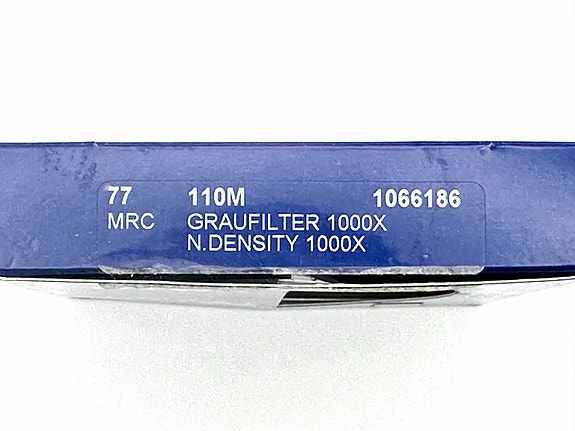 77 110M 1066186
MRC GRAUFILTER 1000X
N.DENSITY 1000X